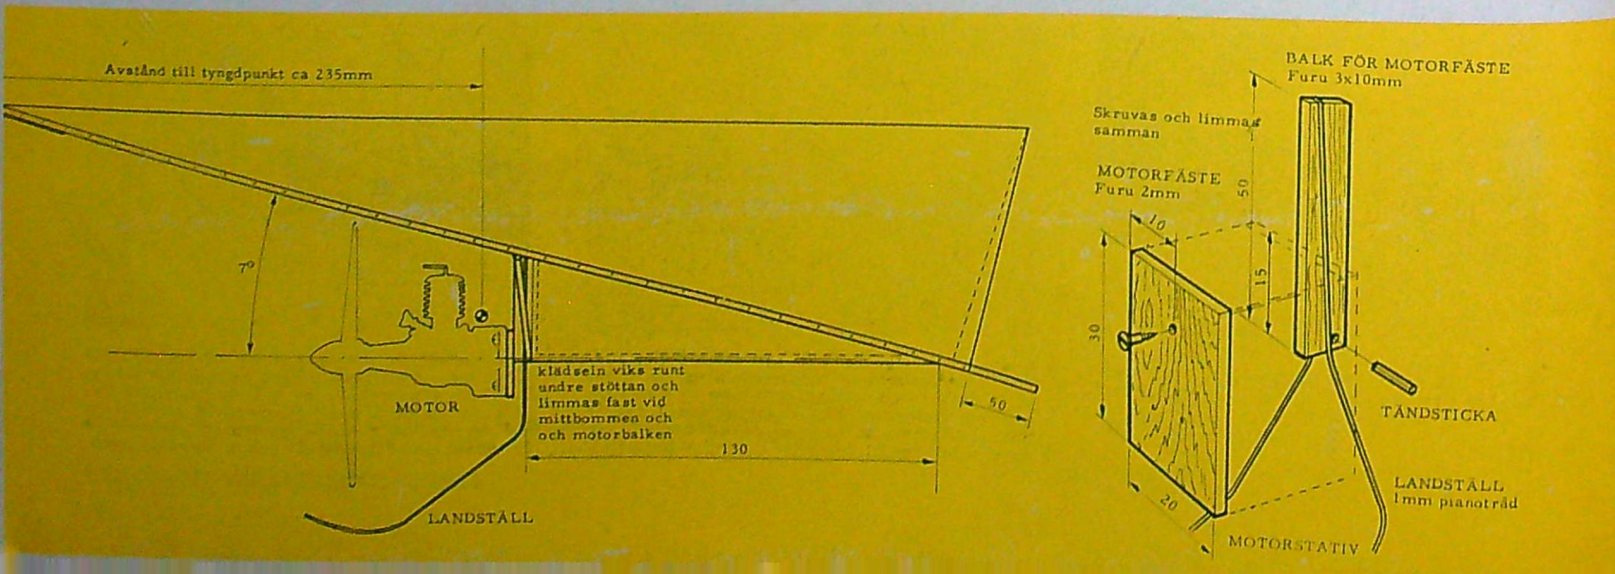 Avstånd till tyngdpunkt ca 235mm
7°
MOTOR
klädseln viks runt
undre stöttan och
limmas fast vid
mittbommen och
och motorbalken
50
130
LANDSTÄLL
BALK FÖR MOTORFÄSTE
Furu 3x10mm
Skruvas och limmas
samman
MOTORFÄSTE
Furu 2mm
50
10
15
30
20
TÄNDSTICKA
LANDSTÄLL
1mm pianotråd
MOTORSTATIV